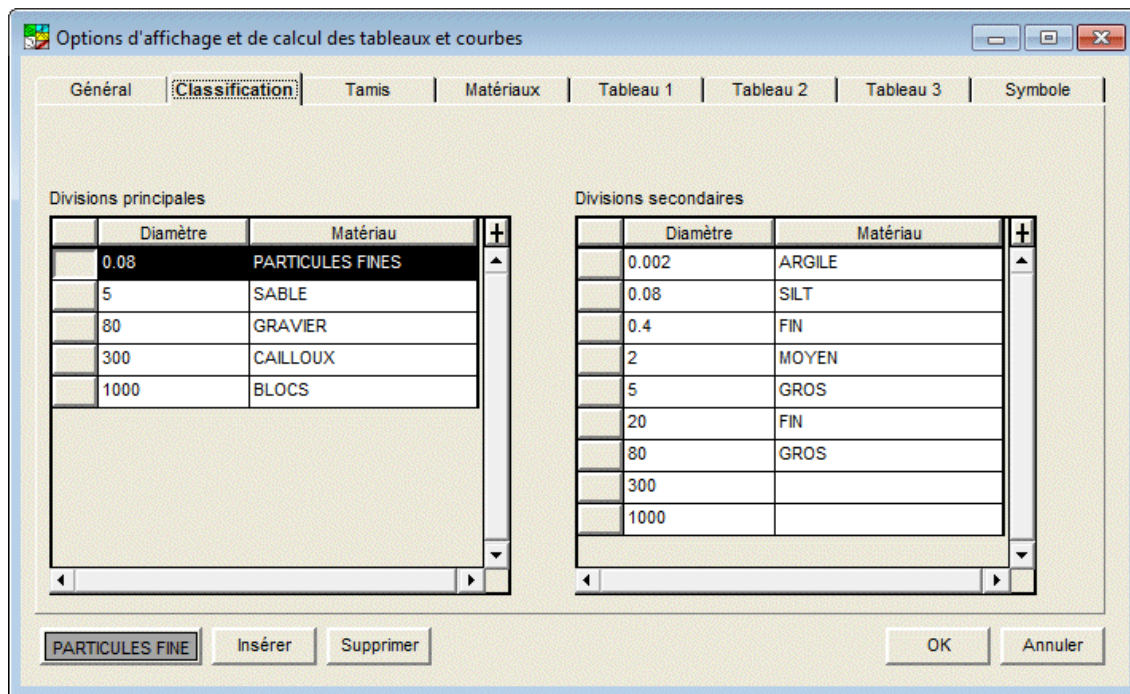 Options d'affichage et de calcul des tableaux et courbes
Général Classification Tamis Matériaux Tableau 1 Tableau 2 Tableau 3 Symbole
Divisions principales
Diamètre Matériau
0.08 PARTICULES FINES
5 SABLE
80 GRAVIER
300 CAILLOUX
1000 BLOCS
Divisions secondaires
Diamètre Matériau
0.002 ARGILE
0.08 SILT
0.4 FIN
2 MOYEN
5 GROS
20 FIN
80 GROS
300
1000
PARTICULES FINE Insérer Supprimer OK Annuler